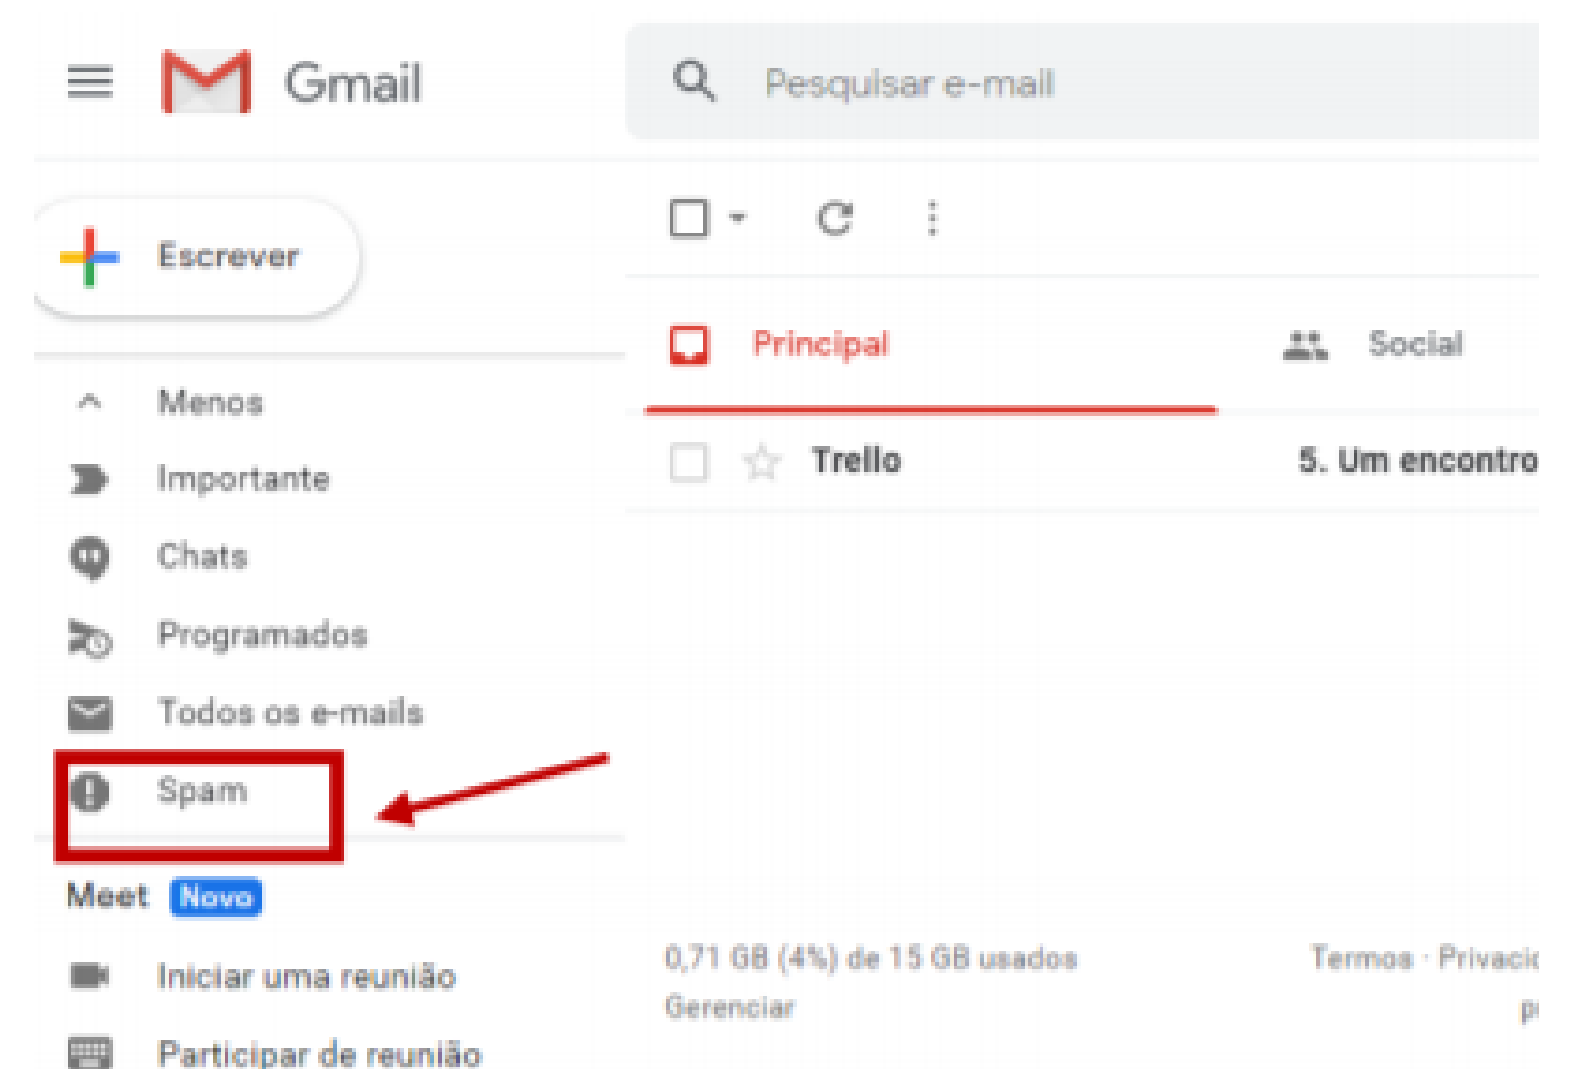 Gmail
Pesquisar e-mail
Escrever
Principal
Social
Menos
Trello
5. Um encontro
Importante
Chats
Programados
Todos os e-mails
Spam
Meet Novo
Iniciar uma reunião
Participar de reunião
0,71 GB (4%) de 15 GB usados
Gerenciar
Termos ·